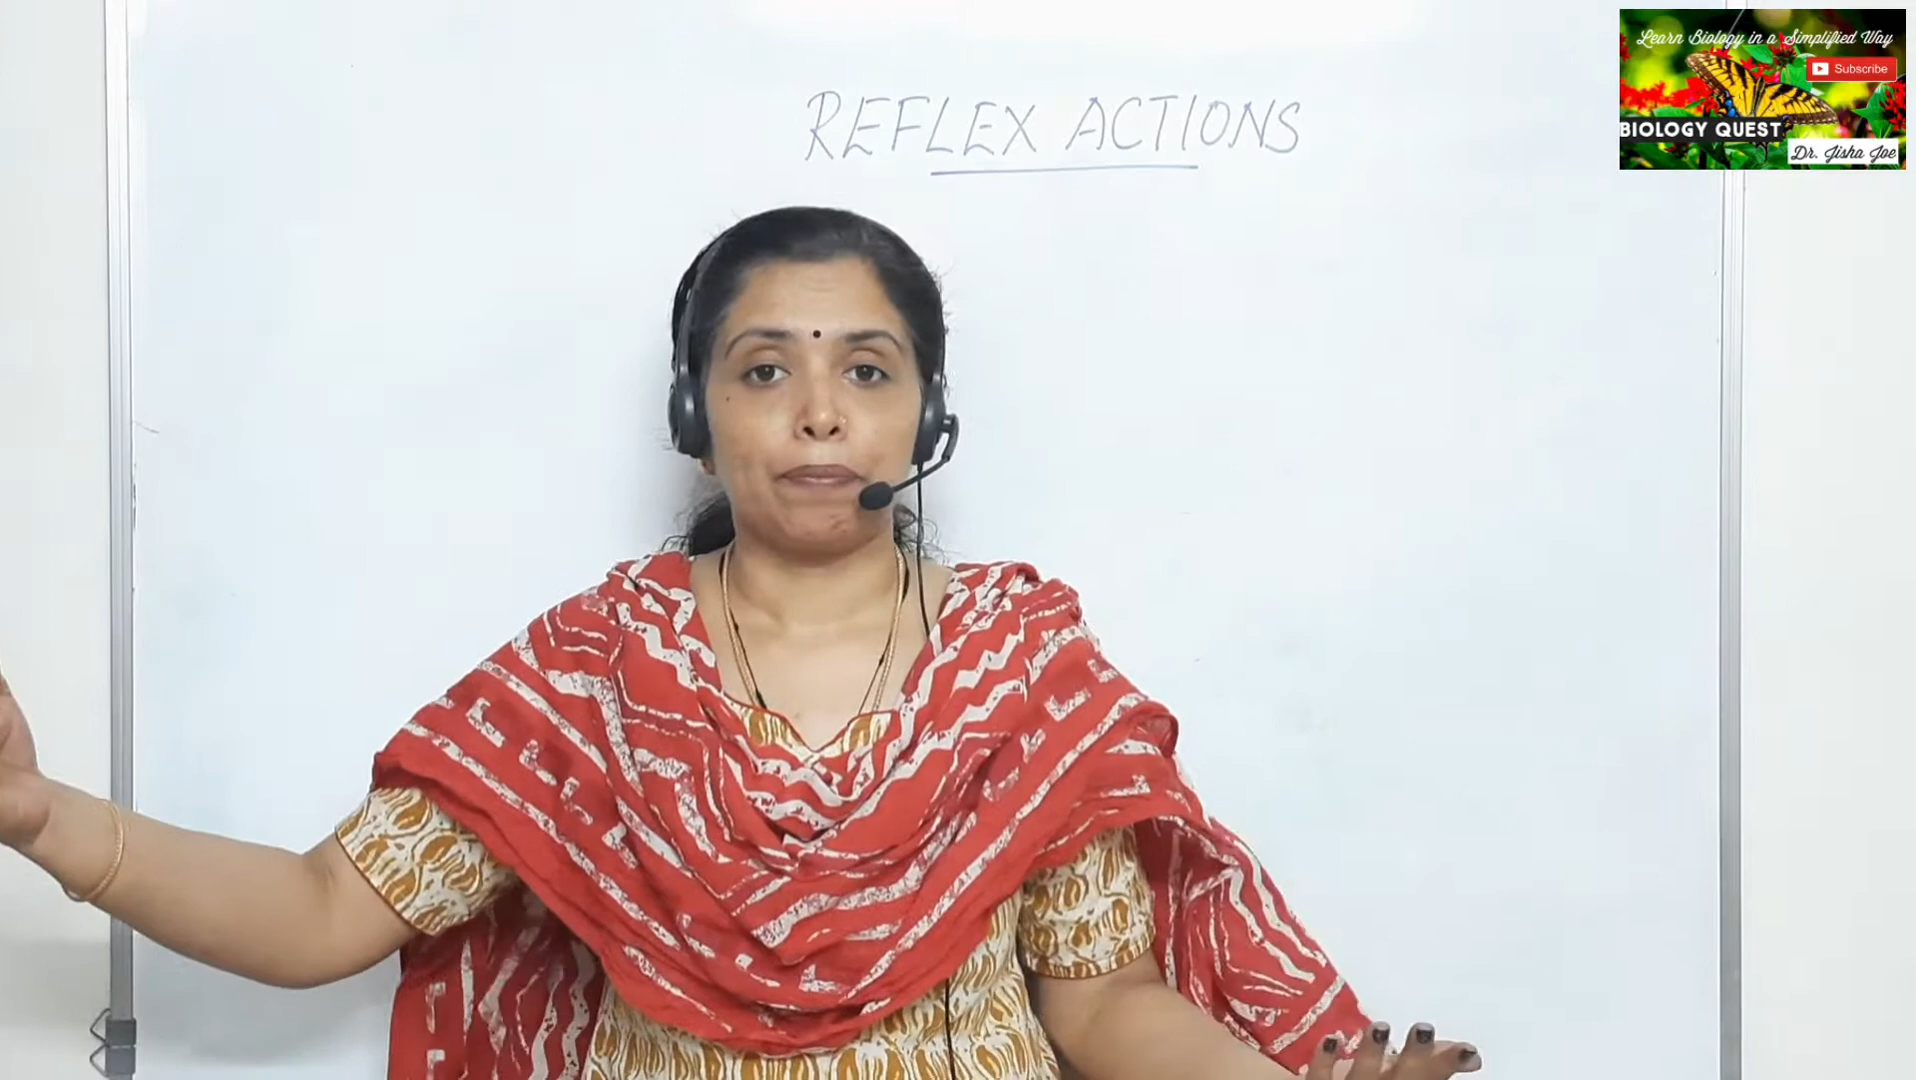 REFLEX ACTIONS
Learn Biology in a Simplified Way
Subscribe
BIOLOGY QUEST
Dr. Jisha Joe